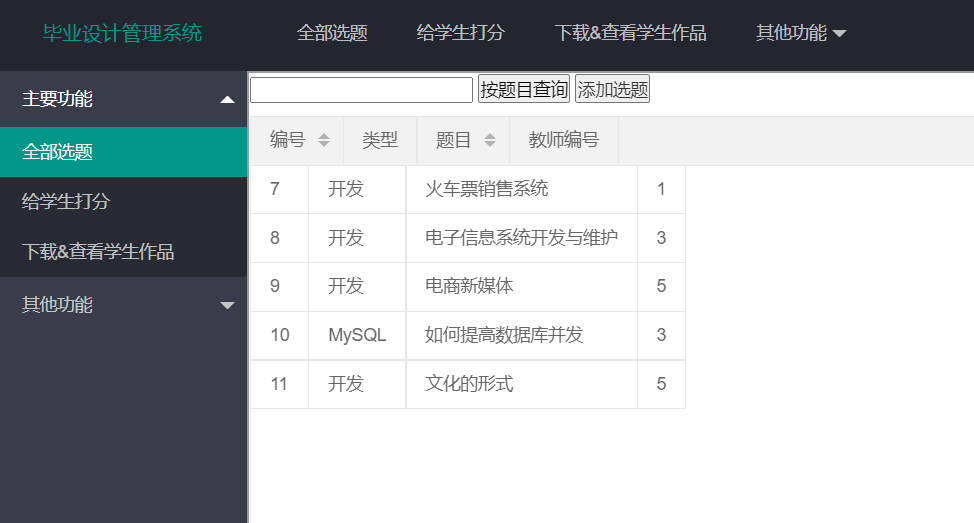 毕业设计管理系统 全部选题 给学生打分 下载&查看学生作品 其他功能
主要功能
全部选题
给学生打分
下载&查看学生作品
其他功能
按题目查询 添加选题
编号 类型 题目 教师编号
7 开发 火车票销售系统 1
8 开发 电子信息系统开发与维护 3
9 开发 电商新媒体 5
10 MySQL 如何提高数据库并发 3
11 开发 文化的形式 5